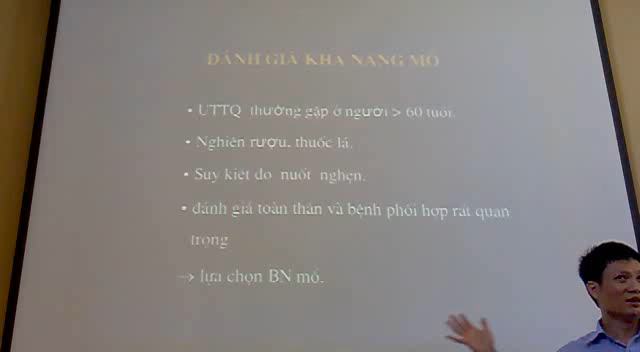 ĐÁNH GIÁ KHẢ NĂNG MỔ
• UTTQ thường gặp ở người > 60 tuổi.
• Nghiện rượu, thuốc lá.
• Suy kiệt do nuốt nghẹn.
• đánh giá toàn thân và bệnh phối hợp rất quan
trọng
→ lựa chọn BN mổ.